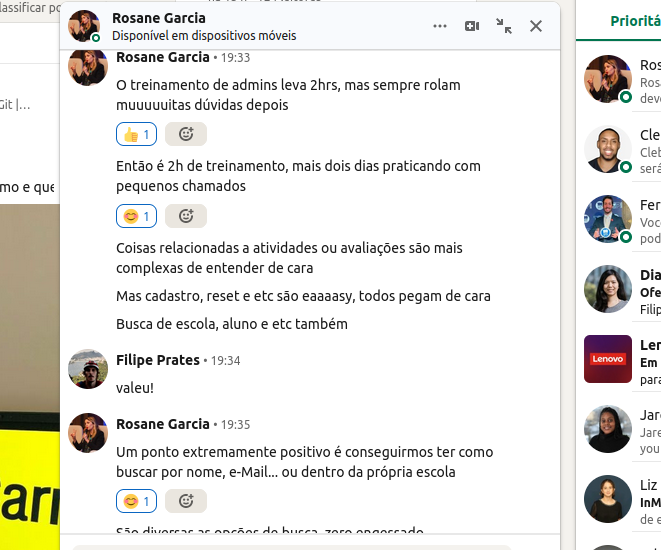 classificar po
Git |...
mo e que
arr
Rosane Garcia
Disponível em dispositivos móveis
Rosane Garcia • 19:33
O treinamento de admins leva 2hrs, mas sempre rolam
muuuuuitas dúvidas depois
👍 1
Então é 2h de treinamento, mais dois dias praticando com
pequenos chamados
😊 1
Coisas relacionadas a atividades ou avaliações são mais
complexas de entender de cara
Mas cadastro, reset e etc são eaaaasy, todos pegam de cara
Busca de escola, aluno e etc também
Filipe Prates • 19:34
valeu!
Rosane Garcia • 19:35
Um ponto extremamente positivo é conseguirmos ter como
buscar por nome, e-Mail... ou dentro da própria escola
😊 1
São diversas as opções de busca, zero engessado
Prioritá
Ros
Rosa
deve
Cle
Cleb
será
Fer
Voc
pod
Dia
Ofe
Filip
Lenovo
Ler
Em
para
Jare
Jare
you
Liz
InM
de e